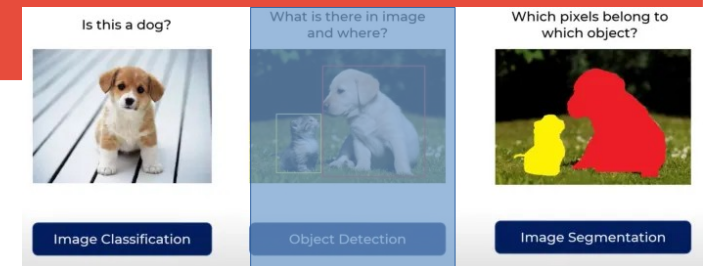 Is this a dog?
What is there in image
and where?
Which pixels belong to
which object?
Image Classification
Object Detection
Image Segmentation